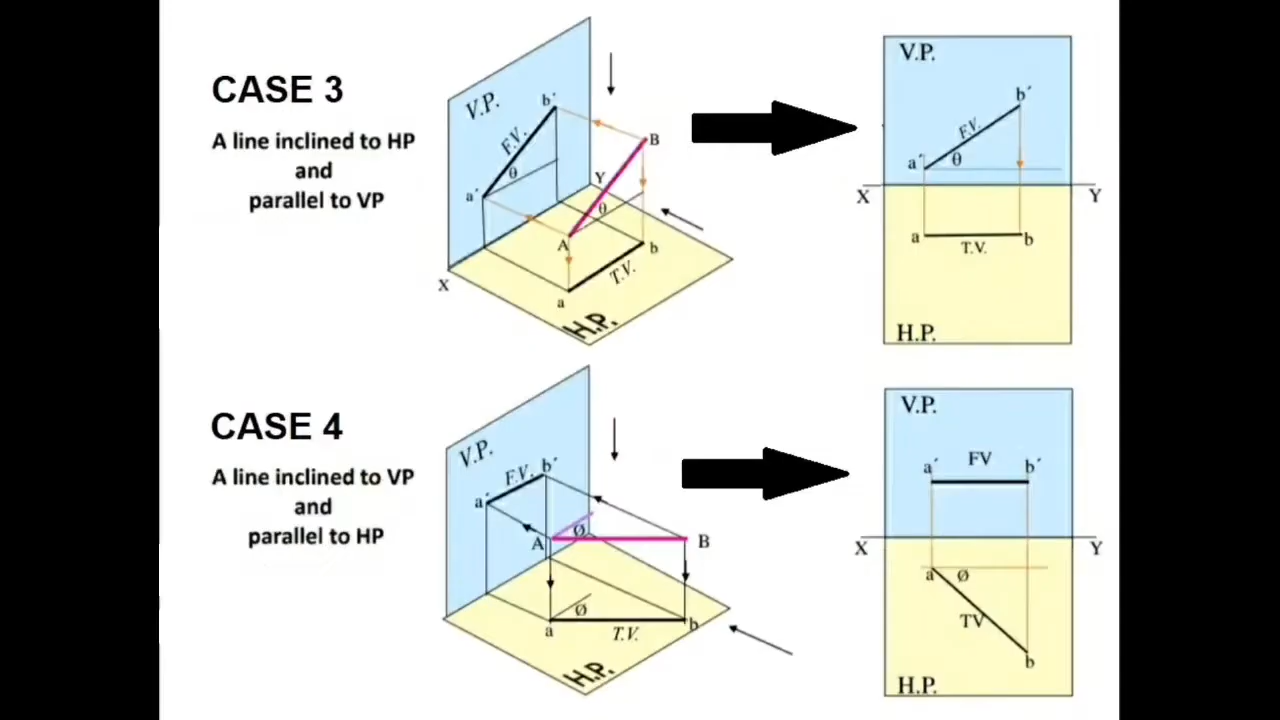 CASE 3
A line inclined to HP
and
parallel to VP
V.P.
b´
F.V.
θ
a´
B
Y
θ
A
b
T.V.
a
X
H.P.
V.P.
b´
F.V.
a´
θ
X
Y
a
b
T.V.
H.P.
CASE 4
A line inclined to VP
and
parallel to HP
V.P.
F.V.
b´
a´
Ø
A
B
Ø
a
T.V.
b
H.P.
V.P.
a´
FV
b´
X
Y
a
Ø
TV
b
H.P.